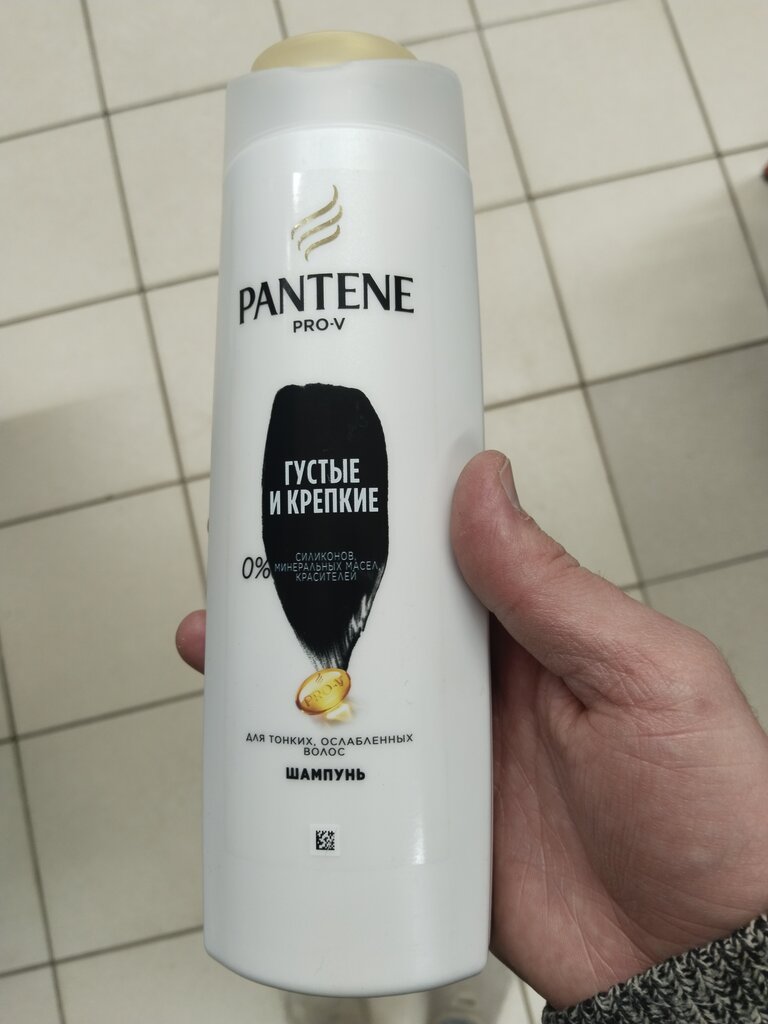 PANTENE
PRO-V
ГУСТЫЕ
И КРЕПКИЕ
0%
СИЛИКОНОВ,
МИНЕРАЛЬНЫХ МАСЕЛ,
КРАСИТЕЛЕЙ
PRO-V
ДЛЯ ТОНКИХ, ОСЛАБЛЕННЫХ
ВОЛОС
ШАМПУНЬ